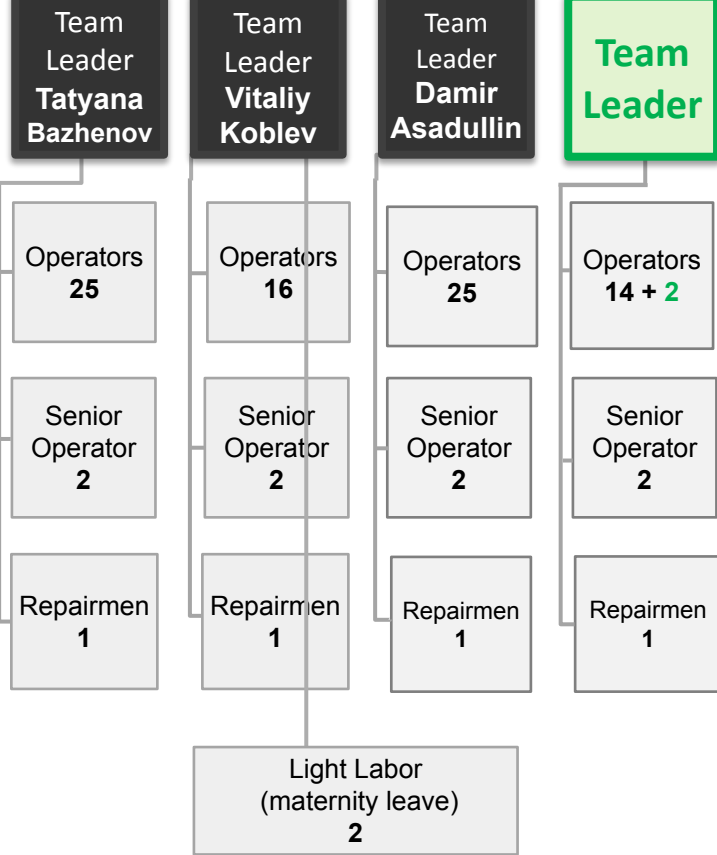 Team
Leader
Tatyana
Bazhenov
Team
Leader
Vitaliy
Koblev
Team
Leader
Damir
Asadullin
Team
Leader
Operators
25
Operators
16
Operators
25
Operators
14 + 2
Senior
Operator
2
Senior
Operator
2
Senior
Operator
2
Senior
Operator
2
Repairmen
1
Repairmen
1
Repairmen
1
Repairmen
1
Light Labor
(maternity leave)
2